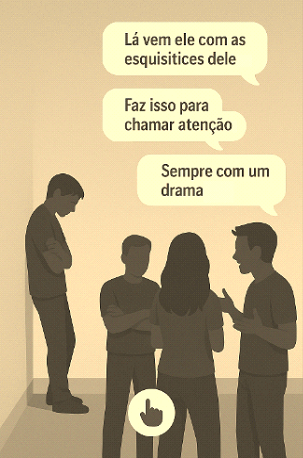 Lá vem ele com as
esquisitices dele
Faz isso para
chamar atenção
Sempre com um
drama